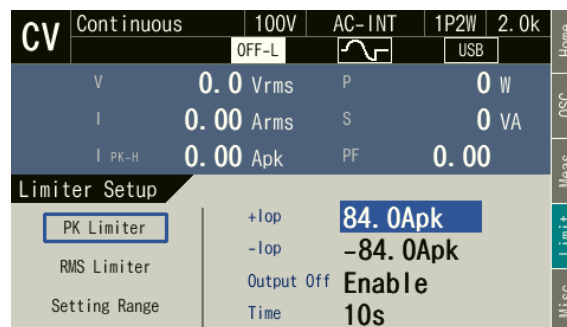 CV Continuous 100V AC-INT 1P2W 2.0k
OFF-L USB
V 0.0 Vrms P 0 W
I 0.00 Arms S 0 VA
I PK-H 0.00 Apk PF 0.00
Limiter Setup
PK Limiter
RMS Limiter
Setting Range
+Iop 84.0Apk
-Iop -84.0Apk
Output Off Enable
Time 10s
Home
OSC
Meas
Limit
Misc